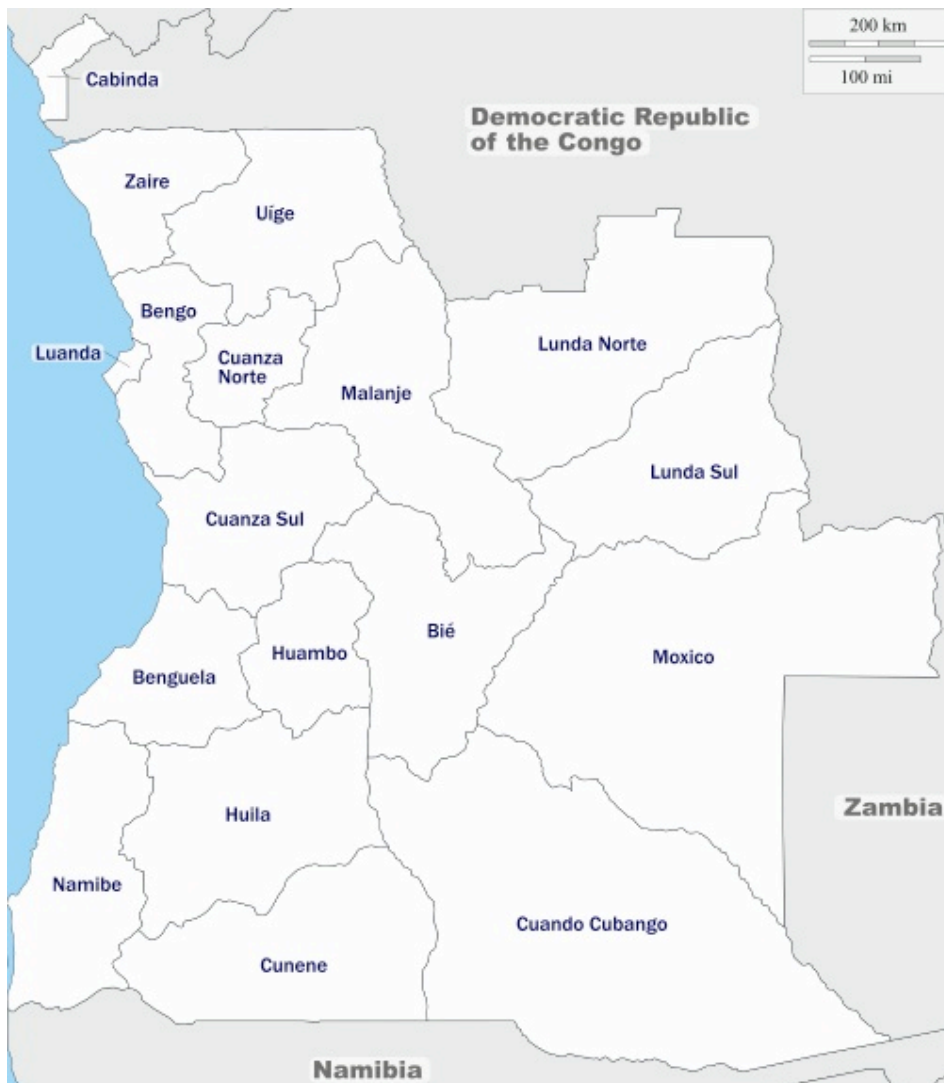 200 km
100 mi
Cabinda
Democratic Republic
of the Congo
Zaire
Uíge
Bengo
Luanda
Cuanza
Norte
Lunda Norte
Malanje
Lunda Sul
Cuanza Sul
Bié
Huambo
Moxico
Benguela
Zambia
Huila
Namibe
Cuando Cubango
Cunene
Namibia